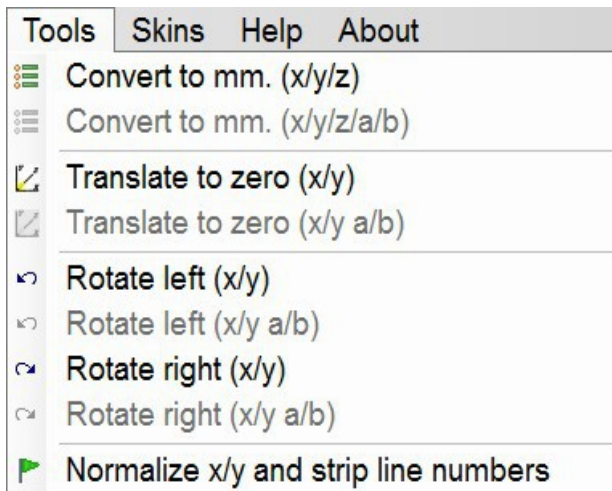 Tools Skins Help About
Convert to mm. (x/y/z)
Convert to mm. (x/y/z/a/b)
Translate to zero (x/y)
Translate to zero (x/y a/b)
Rotate left (x/y)
Rotate left (x/y a/b)
Rotate right (x/y)
Rotate right (x/y a/b)
Normalize x/y and strip line numbers